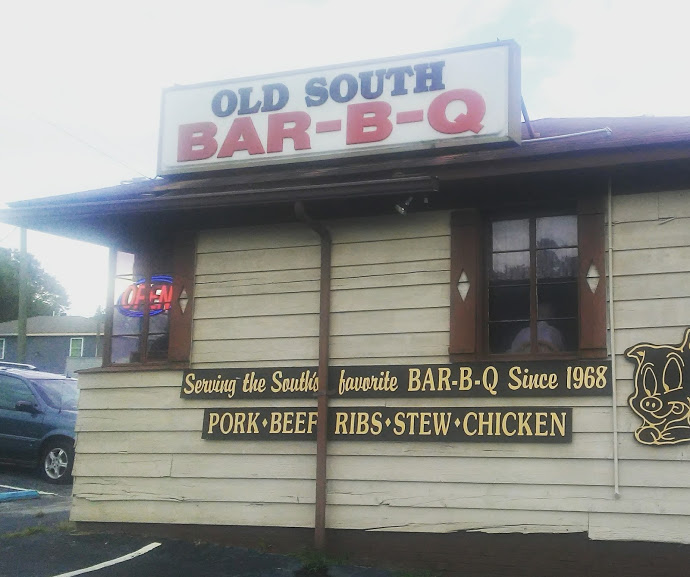 OLD SOUTH
BAR-B-Q
OPEN
Serving the South's favorite BAR-B-Q Since 1968
PORK • BEEF RIBS • STEW • CHICKEN